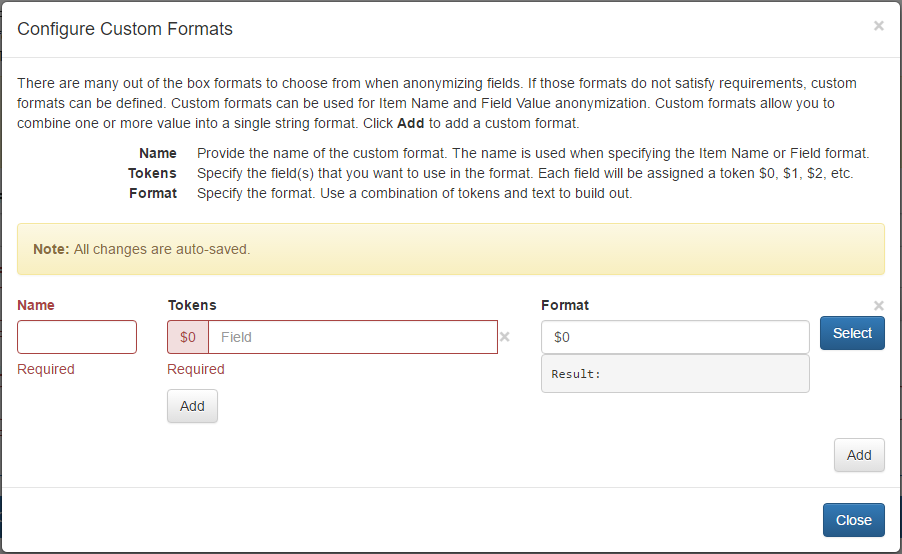 Configure Custom Formats ×
There are many out of the box formats to choose from when anonymizing fields. If those formats do not satisfy requirements, custom
formats can be defined. Custom formats can be used for Item Name and Field Value anonymization. Custom formats allow you to
combine one or more value into a single string format. Click Add to add a custom format.
Name Provide the name of the custom format. The name is used when specifying the Item Name or Field format.
Tokens Specify the field(s) that you want to use in the format. Each field will be assigned a token $0, $1, $2, etc.
Format Specify the format. Use a combination of tokens and text to build out.
Note: All changes are auto-saved.
Name Tokens Format ×
$0 Field × $0 Select
Required Required Result:
Add
Add
Close